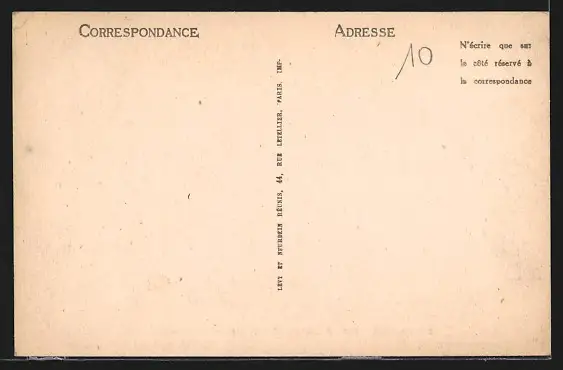 CORRESPONDANCE
ADRESSE
10
N'écrire que sur
le côté réservé à
la correspondance
LÉVY ET NEURDEIN RÉUNIS, 44, RUE LETELLIER, PARIS. IMP.